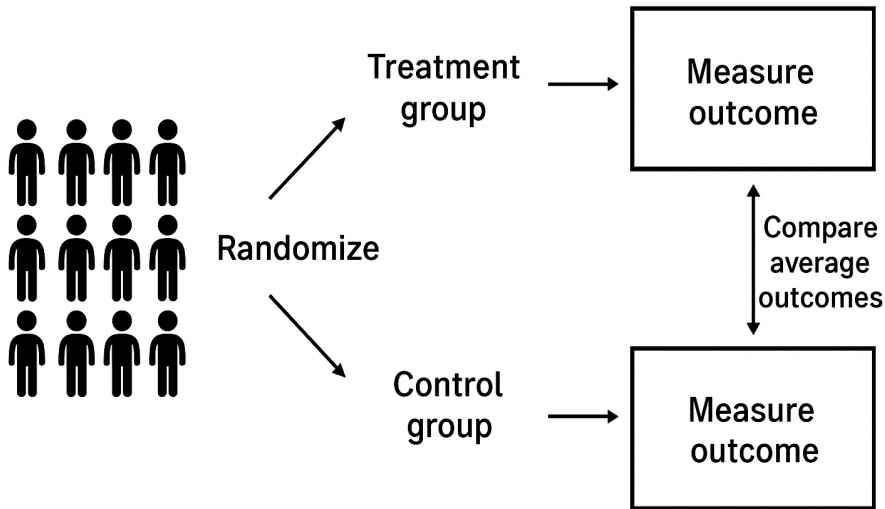 Treatment
group
Measure
outcome
Randomize
Compare
average
outcomes
Control
group
Measure
outcome